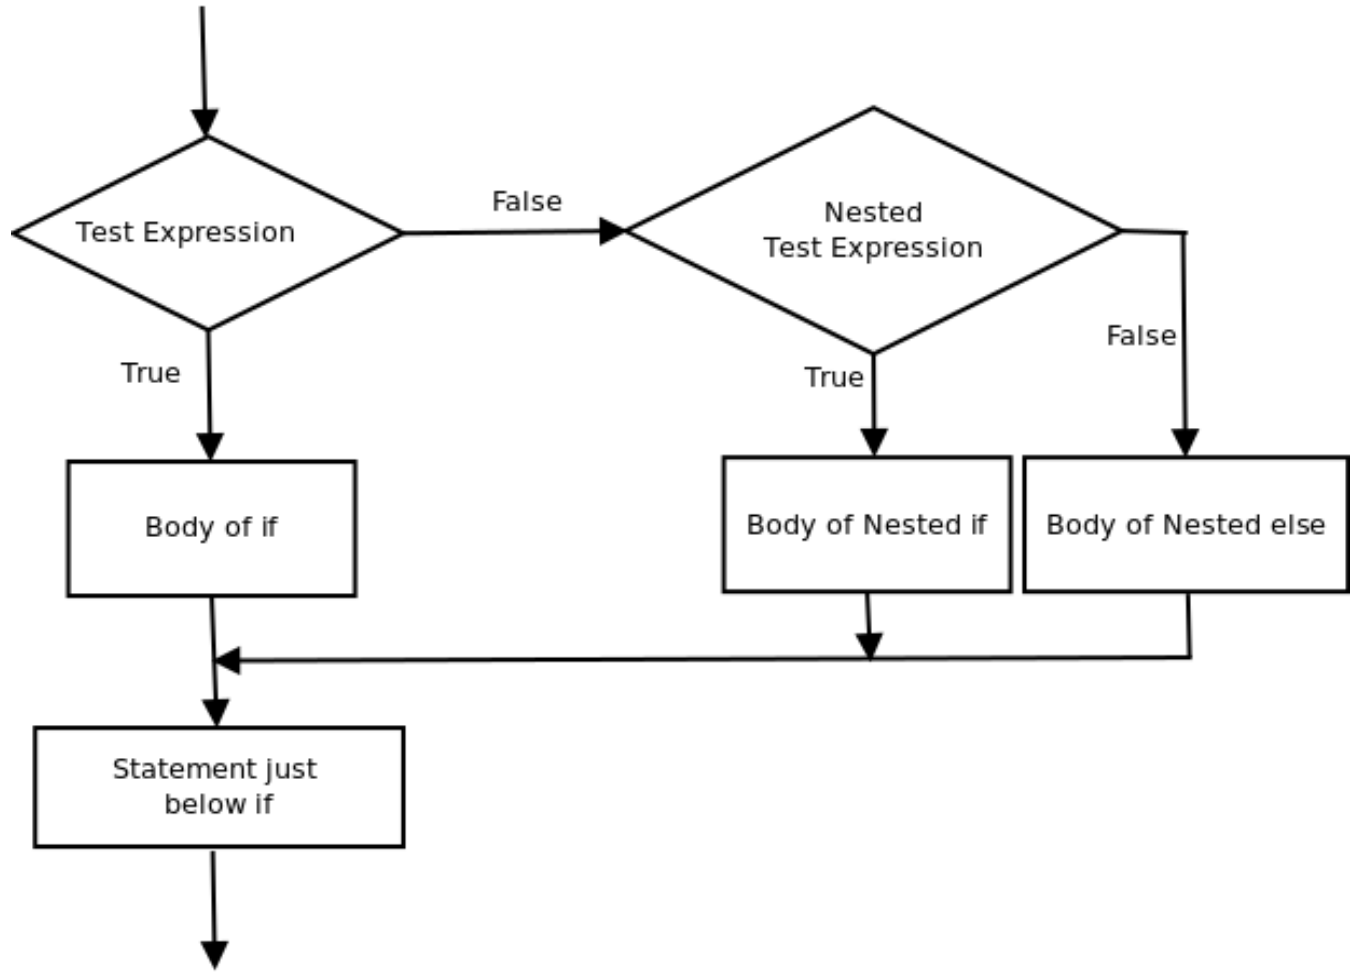 False
Nested
Test Expression
Test Expression
False
True
True
Body of if
Body of Nested if
Body of Nested else
Statement just
below if